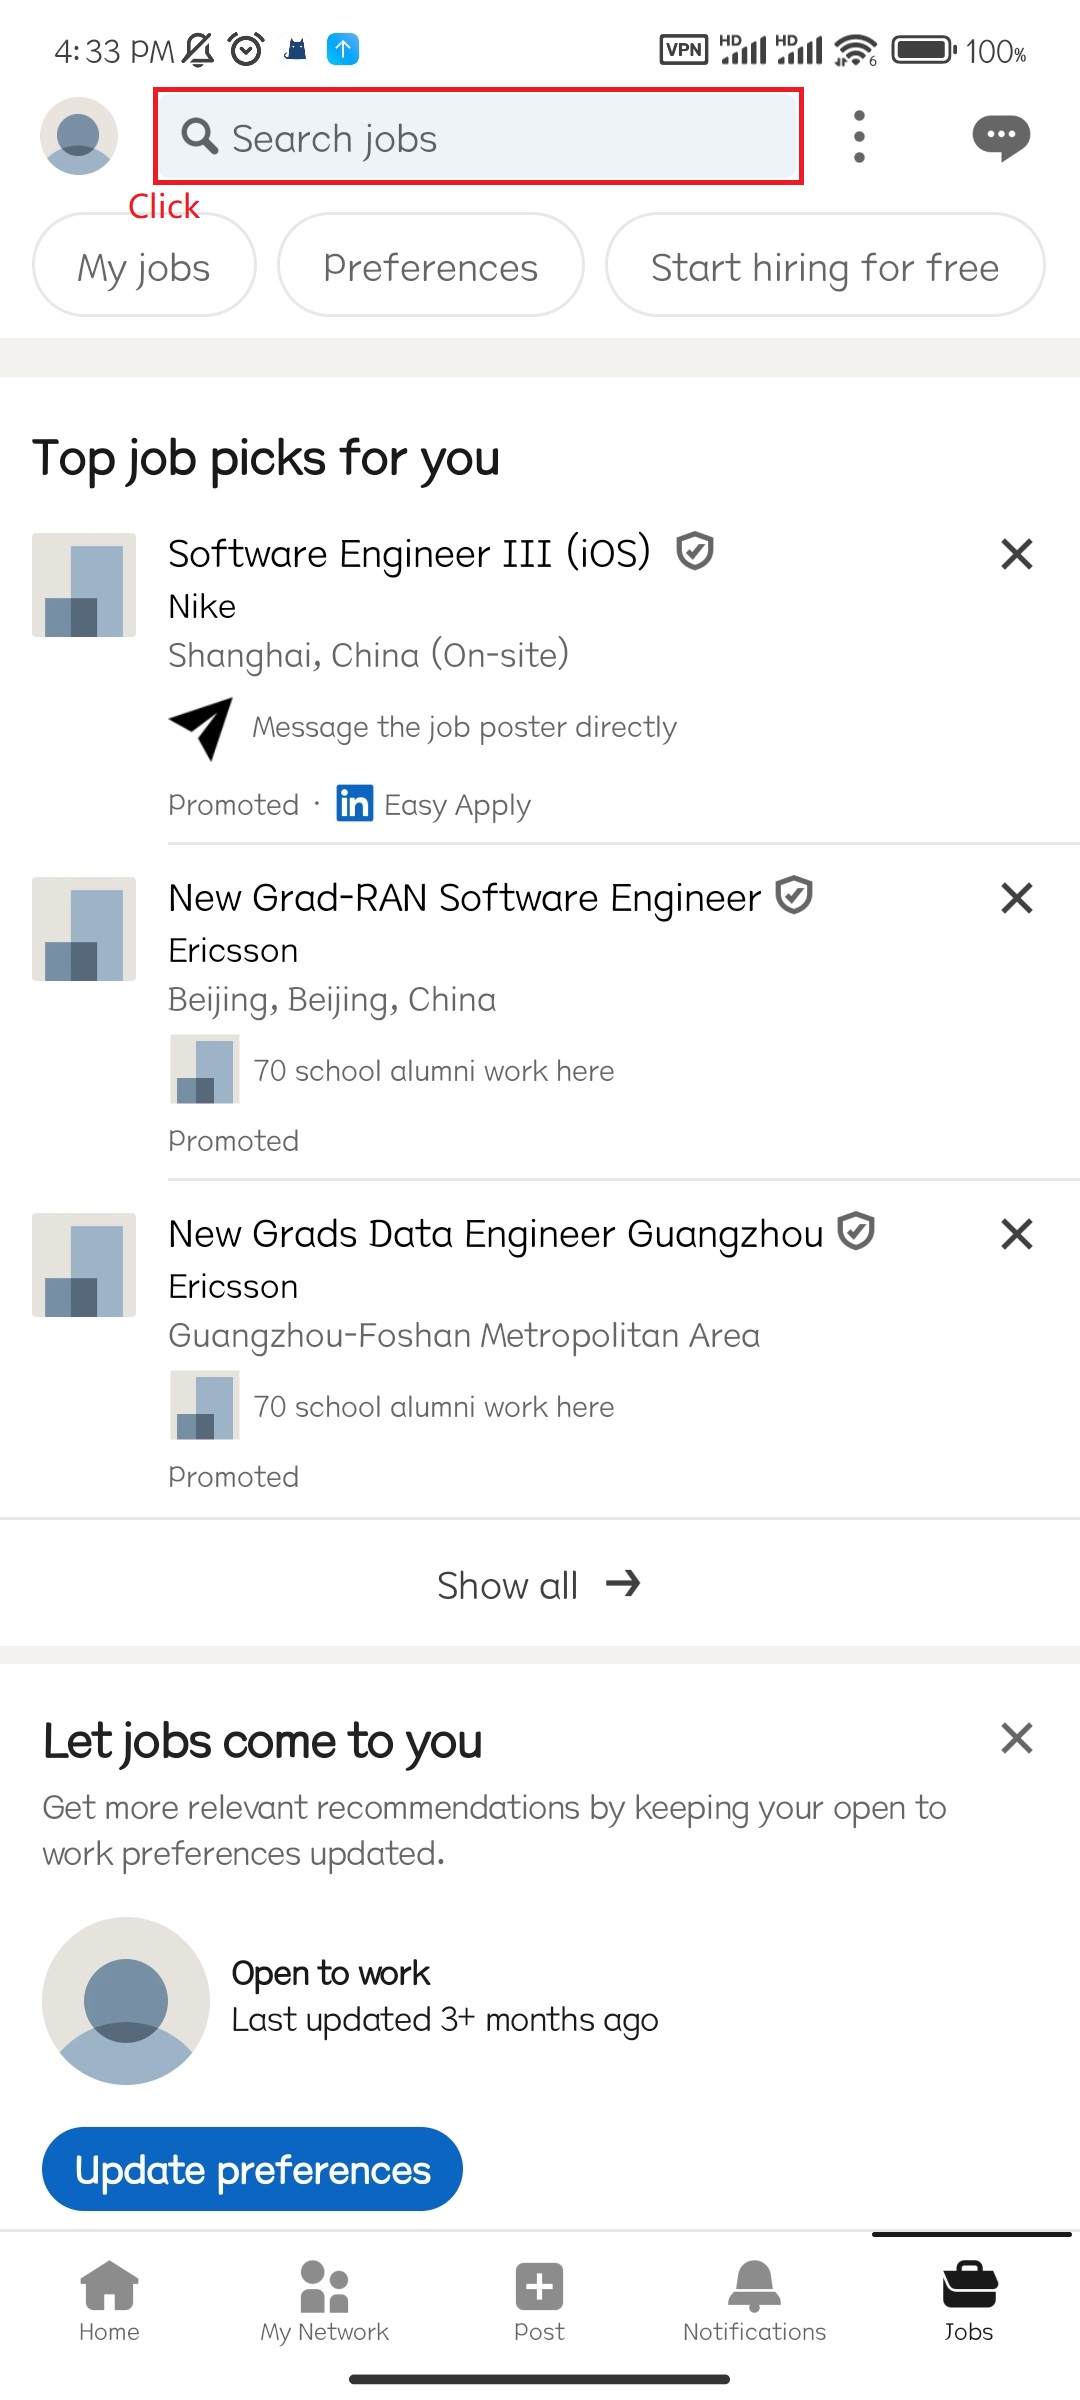 4:33 PM VPN HD HD 6 100%
Search jobs
Click
My jobs Preferences Start hiring for free
Top job picks for you
Software Engineer III (iOS)
Nike
Shanghai, China (On-site)
Message the job poster directly
Promoted · in Easy Apply
New Grad-RAN Software Engineer
Ericsson
Beijing, Beijing, China
70 school alumni work here
Promoted
New Grads Data Engineer Guangzhou
Ericsson
Guangzhou-Foshan Metropolitan Area
70 school alumni work here
Promoted
Show all →
Let jobs come to you
Get more relevant recommendations by keeping your open to
work preferences updated.
Open to work
Last updated 3+ months ago
Update preferences
Home My Network Post Notifications Jobs